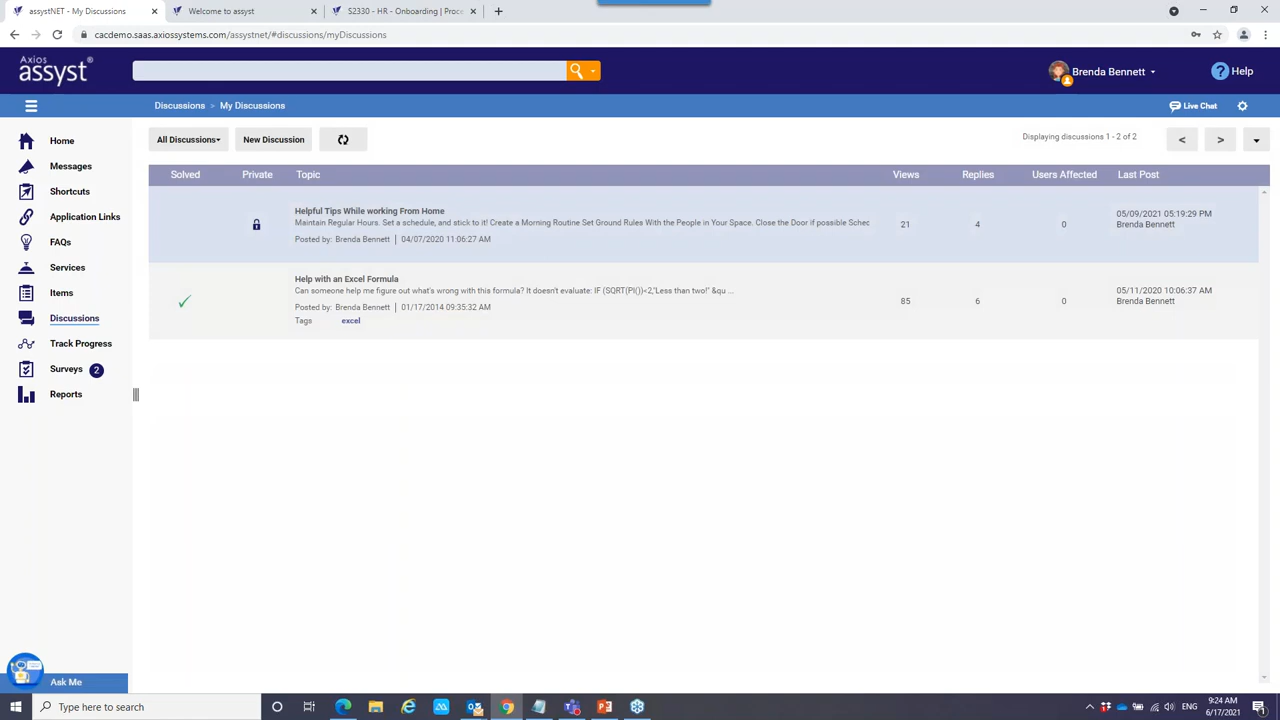 assystNET - My Discussions
Welcome to assyst
S2330 - HR - Onboarding | Proce
cacdemo.saas.axiossystems.com/assystnet/#discussions/myDiscussions
Axios
assyst
Brenda Bennett
Help
Discussions > My Discussions
Live Chat
Home
Messages
Shortcuts
Application Links
FAQs
Services
Items
Discussions
Track Progress
Surveys 2
Reports
All Discussions
New Discussion
Displaying discussions 1 - 2 of 2
< >
Solved Private Topic Views Replies Users Affected Last Post
Helpful Tips While working From Home
Maintain Regular Hours. Set a schedule, and stick to it! Create a Morning Routine Set Ground Rules With the People in Your Space. Close the Door if possible Sched
Posted by: Brenda Bennett | 04/07/2020 11:06:27 AM
21 4 0
05/09/2021 05:19:29 PM
Brenda Bennett
Help with an Excel Formula
Can someone help me figure out what's wrong with this formula? It doesn't evaluate: IF (SQRT(PI())<2,"Less than two!" &qu ...
Posted by: Brenda Bennett | 01/17/2014 09:35:32 AM
Tags excel
85 6 0
05/11/2020 10:06:37 AM
Brenda Bennett
Ask Me
Type here to search
ENG
9:24 AM
6/17/2021